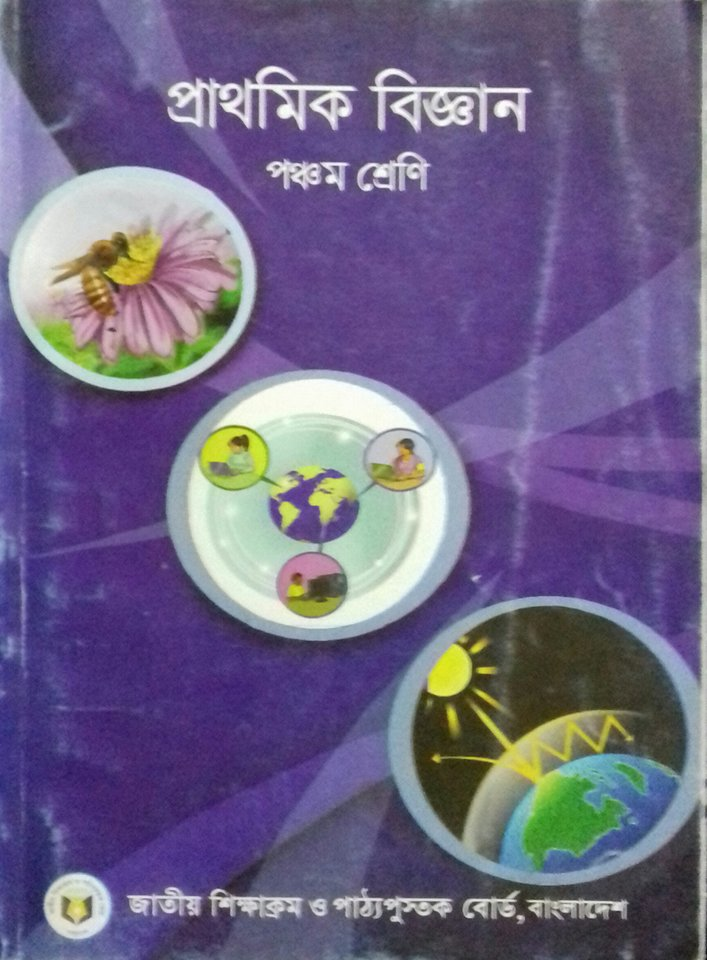 প্রাথমিক বিজ্ঞান
পঞ্চম শ্রেণি
জাতীয় শিক্ষাক্রম ও পাঠ্যপুস্তক বোর্ড, বাংলাদেশ